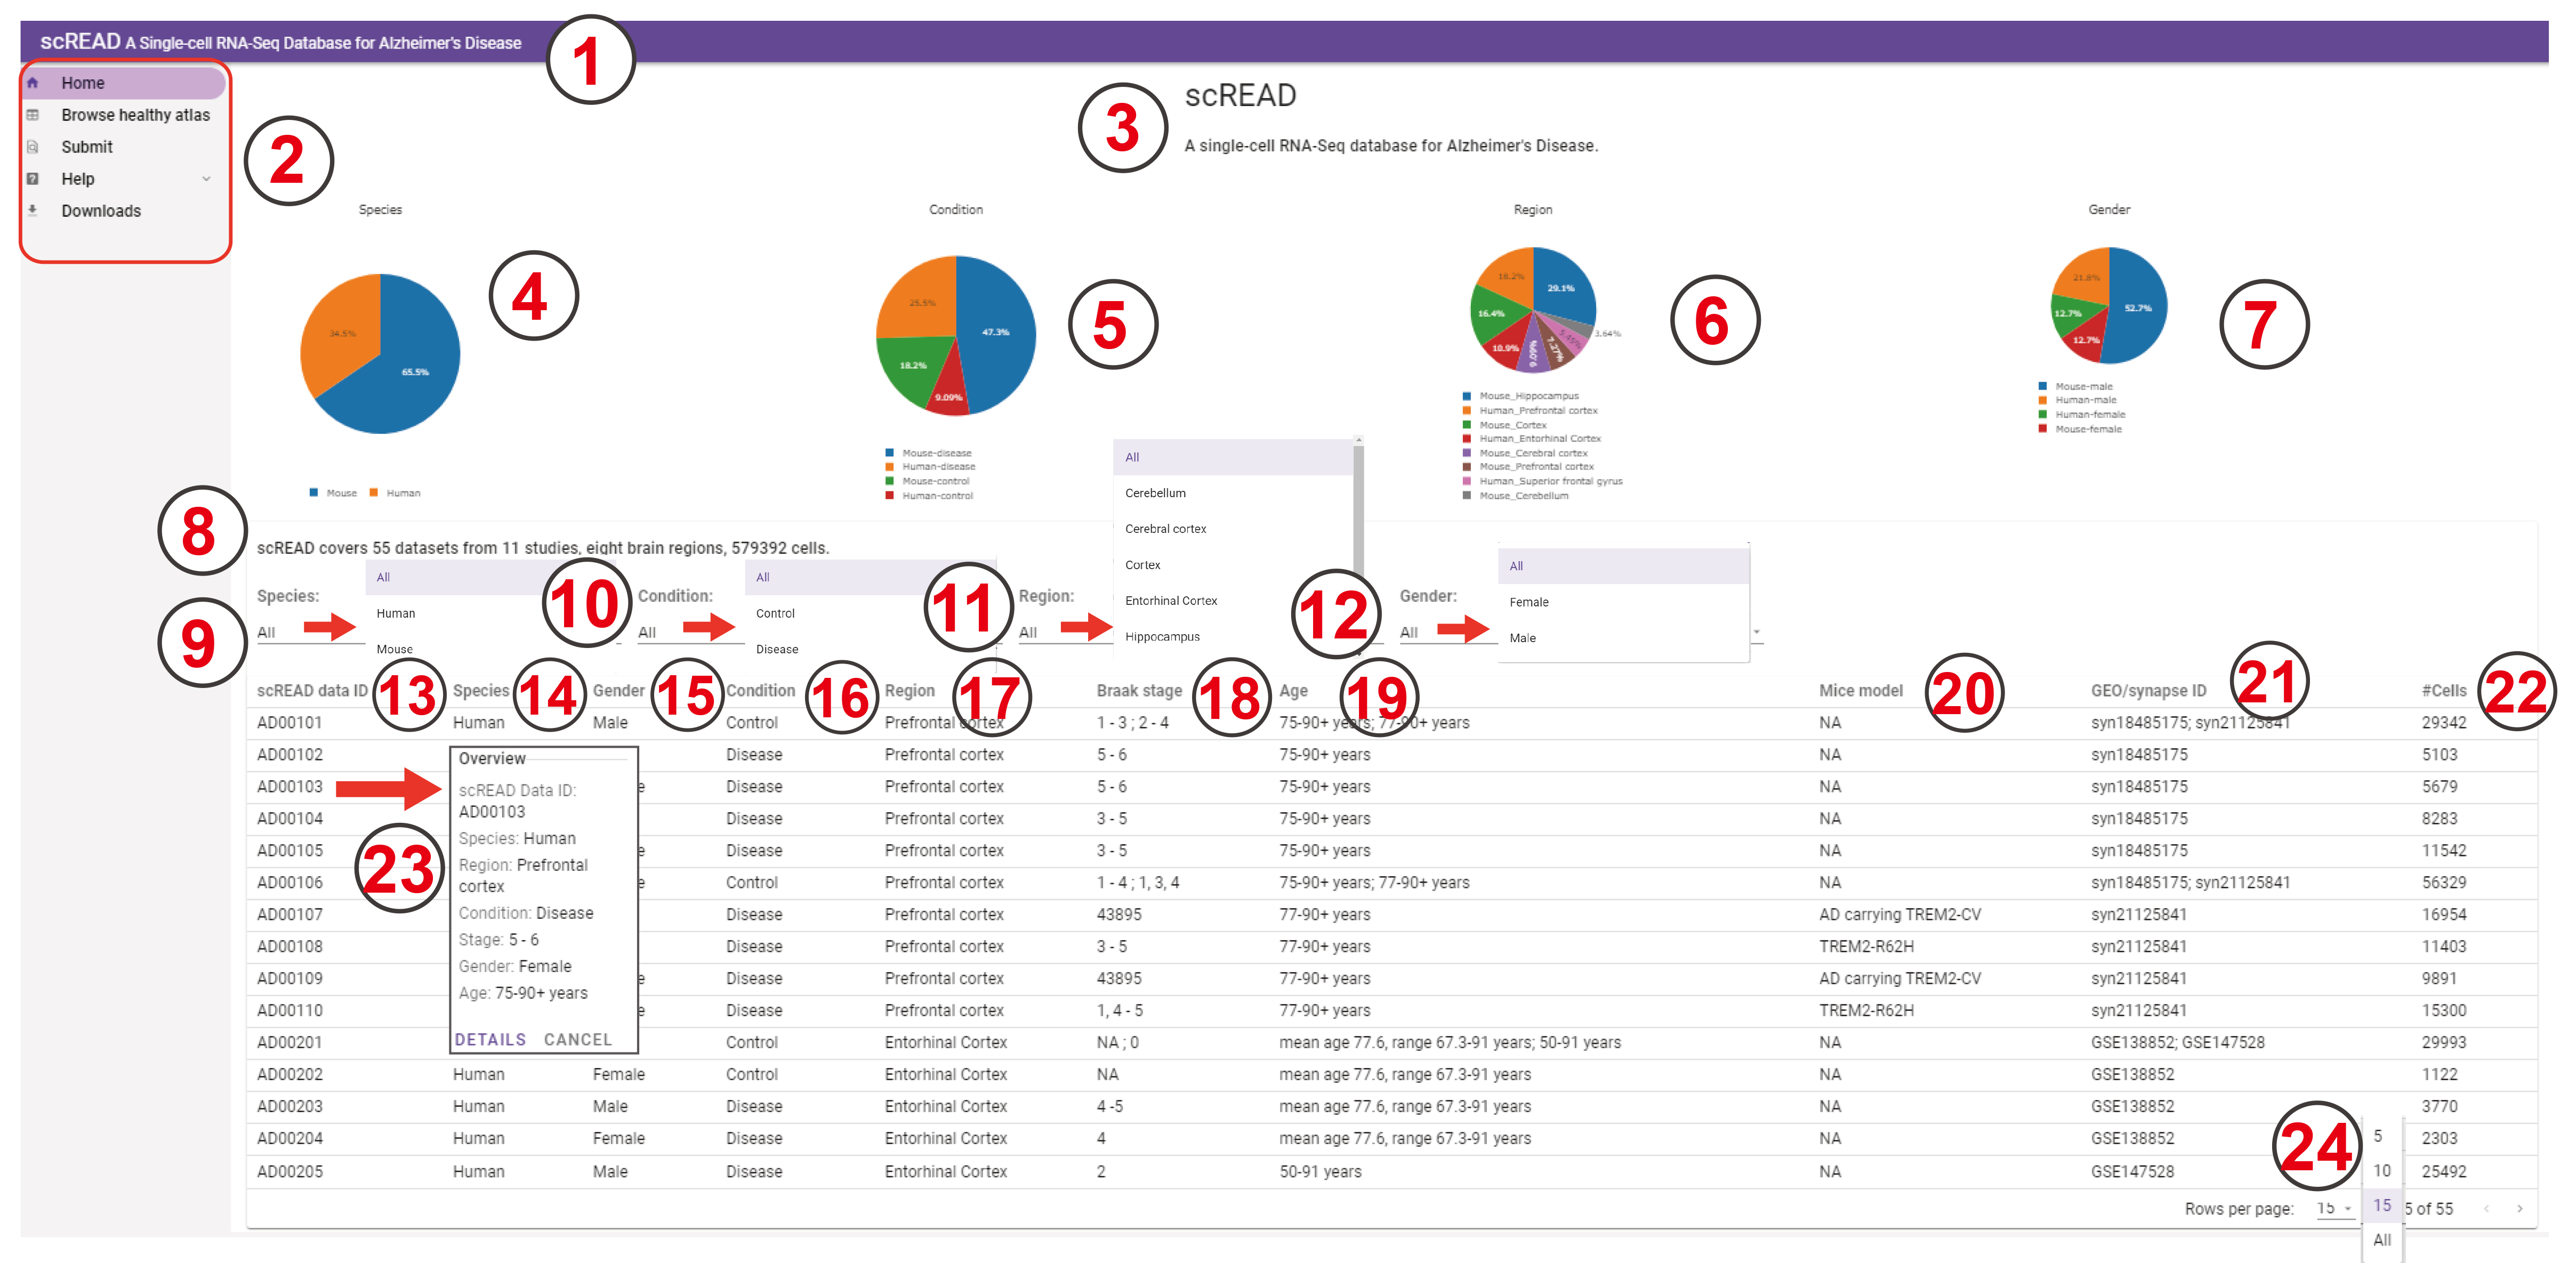 scREAD A Single-cell RNA-Seq Database for Alzheimer's Disease
1
Home
Browse healthy atlas
Submit
Help
Downloads
2
3
scREAD
A single-cell RNA-Seq database for Alzheimer's Disease.
Species
34.5%
65.5%
Mouse Human
4
Condition
25.5%
47.3%
18.2%
9.09%
Mouse-disease
Human-disease
Mouse-control
Human-control
5
Region
18.2%
29.1%
16.4%
3.64%
10.9%
9.09%
7.27%
5.45%
Mouse_Hippocampus
Human_Prefrontal cortex
Mouse_Cortex
Human_Entorhinal Cortex
Mouse_Cerebral cortex
Mouse_Prefrontal cortex
Human_Superior frontal gyrus
Mouse_Cerebellum
6
Gender
21.8%
52.7%
12.7%
12.7%
Mouse-male
Human-male
Human-female
Mouse-female
7
8
scREAD covers 55 datasets from 11 studies, eight brain regions, 579392 cells.
9
Species:
All
All
Human
Mouse
10
Condition:
All
All
Control
Disease
11
Region:
All
All
Cerebellum
Cerebral cortex
Cortex
Entorhinal Cortex
Hippocampus
12
Gender:
All
All
Female
Male
scREAD data ID 13 Species 14 Gender 15 Condition 16 Region 17 Braak stage 18 Age 19 Mice model 20 GEO/synapse ID 21 #Cells 22
AD00101 Human Male Control Prefrontal cortex 1 - 3 ; 2 - 4 75-90+ years; 77-90+ years NA syn18485175; syn21125841 29342
AD00102 Disease Prefrontal cortex 5 - 6 75-90+ years NA syn18485175 5103
AD00103 e Disease Prefrontal cortex 5 - 6 75-90+ years NA syn18485175 5679
AD00104 Disease Prefrontal cortex 3 - 5 75-90+ years NA syn18485175 8283
AD00105 e Disease Prefrontal cortex 3 - 5 75-90+ years NA syn18485175 11542
AD00106 e Control Prefrontal cortex 1 - 4 ; 1, 3, 4 75-90+ years; 77-90+ years NA syn18485175; syn21125841 56329
AD00107 Disease Prefrontal cortex 43895 77-90+ years AD carrying TREM2-CV syn21125841 16954
AD00108 Disease Prefrontal cortex 3 - 5 77-90+ years TREM2-R62H syn21125841 11403
AD00109 e Disease Prefrontal cortex 43895 77-90+ years AD carrying TREM2-CV syn21125841 9891
AD00110 e Disease Prefrontal cortex 1, 4 - 5 77-90+ years TREM2-R62H syn21125841 15300
AD00201 Control Entorhinal Cortex NA ; 0 mean age 77.6, range 67.3-91 years; 50-91 years NA GSE138852; GSE147528 29993
AD00202 Human Female Control Entorhinal Cortex NA mean age 77.6, range 67.3-91 years NA GSE138852 1122
AD00203 Human Male Disease Entorhinal Cortex 4 -5 mean age 77.6, range 67.3-91 years NA GSE138852 3770
AD00204 Human Female Disease Entorhinal Cortex 4 mean age 77.6, range 67.3-91 years NA GSE138852 2303
AD00205 Human Male Disease Entorhinal Cortex 2 50-91 years NA GSE147528 25492
23
Overview
scREAD Data ID:
AD00103
Species: Human
Region: Prefrontal
cortex
Condition: Disease
Stage: 5 - 6
Gender: Female
Age: 75-90+ years
DETAILS CANCEL
24
5
10
15
All
Rows per page: 15 5 of 55